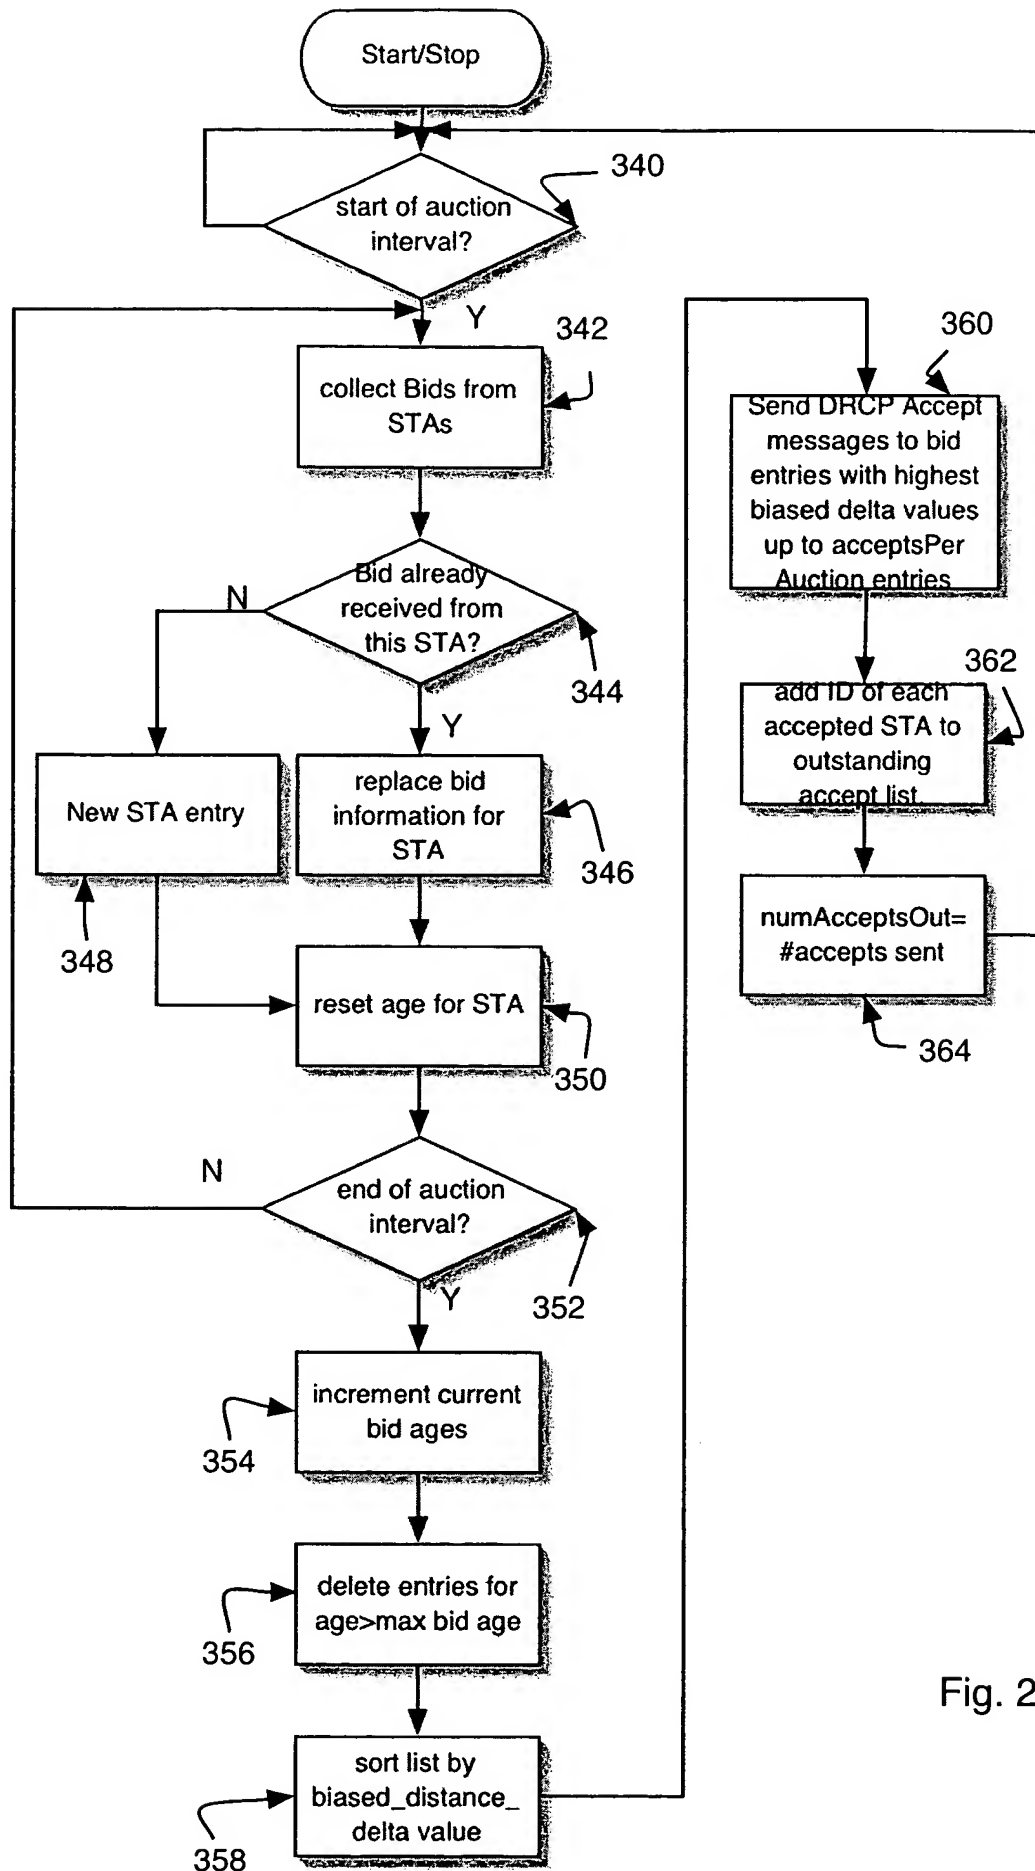 Start/Stop
340
start of auction
interval?
Y
342
collect Bids from
STAs
Bid already
received from
this STA?
N
344
Y
New STA entry
replace bid
information for
STA
346
348
reset age for STA
350
N
end of auction
interval?
352
Y
increment current
bid ages
354
delete entries for
age>max bid age
356
sort list by
biased_distance_
delta value
358
360
Send DRCP Accept
messages to bid
entries with highest
biased delta values
up to acceptsPer
Auction entries
362
add ID of each
accepted STA to
outstanding
accept list.
numAcceptsOut=
#accepts sent
364
Fig. 2